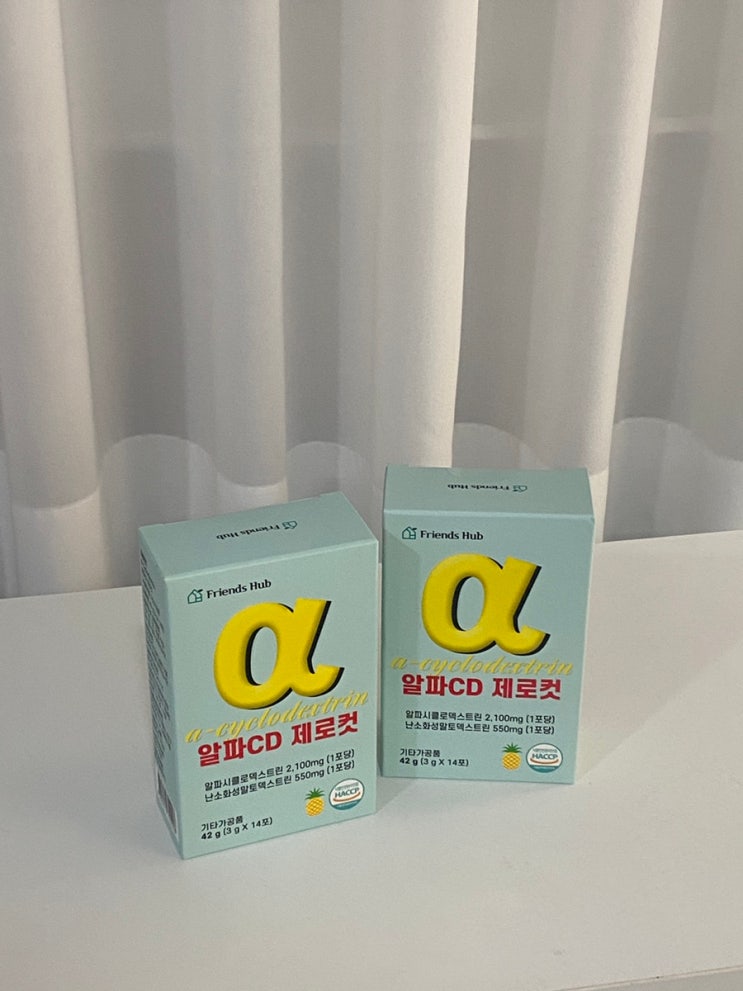 Friends Hub
Friends Hub
α
α-cyclodextrin
알파CD 제로컷
알파시클로덱스트린 2,100mg (1포당)
난소화성말토덱스트린 550mg (1포당)
기타가공품
42 g (3 g X 14포)
HACCP
Friends Hub
Friends Hub
α
α-cyclodextrin
알파CD 제로컷
알파시클로덱스트린 2,100mg (1포당)
난소화성말토덱스트린 550mg (1포당)
기타가공품
42 g (3 g X 14포)
HACCP